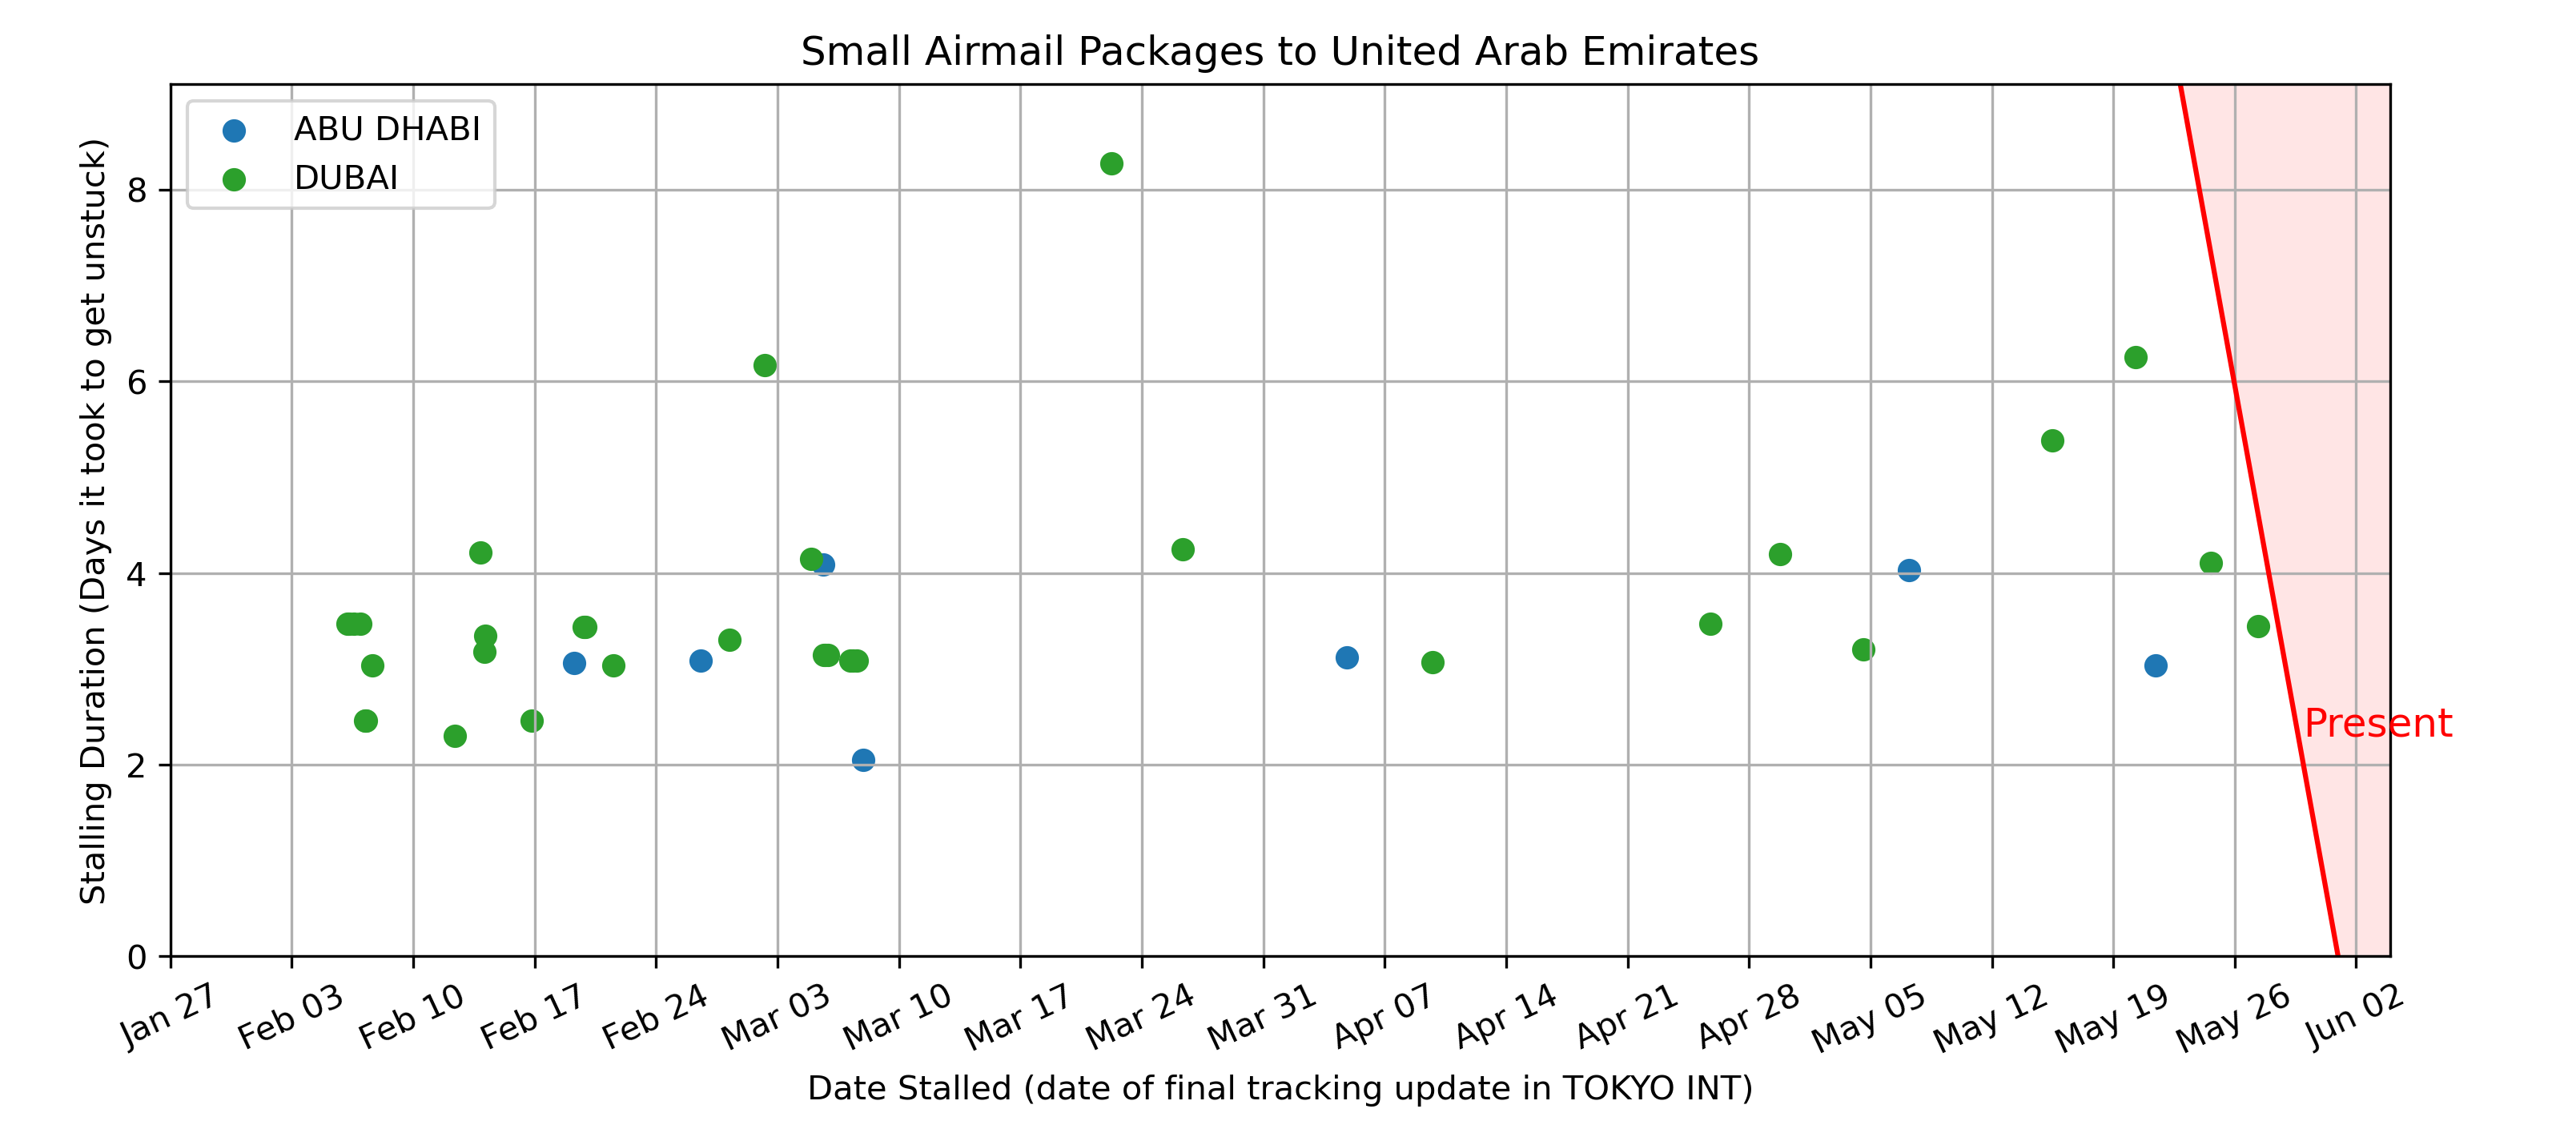 Small Airmail Packages to United Arab Emirates
ABU DHABI
DUBAI
Stalling Duration (Days it took to get unstuck)
8
6
4
2
0
Present
Jan 27
Feb 03
Feb 10
Feb 17
Feb 24
Mar 03
Mar 10
Mar 17
Mar 24
Mar 31
Apr 07
Apr 14
Apr 21
Apr 28
May 05
May 12
May 19
May 26
Jun 02
Date Stalled (date of final tracking update in TOKYO INT)